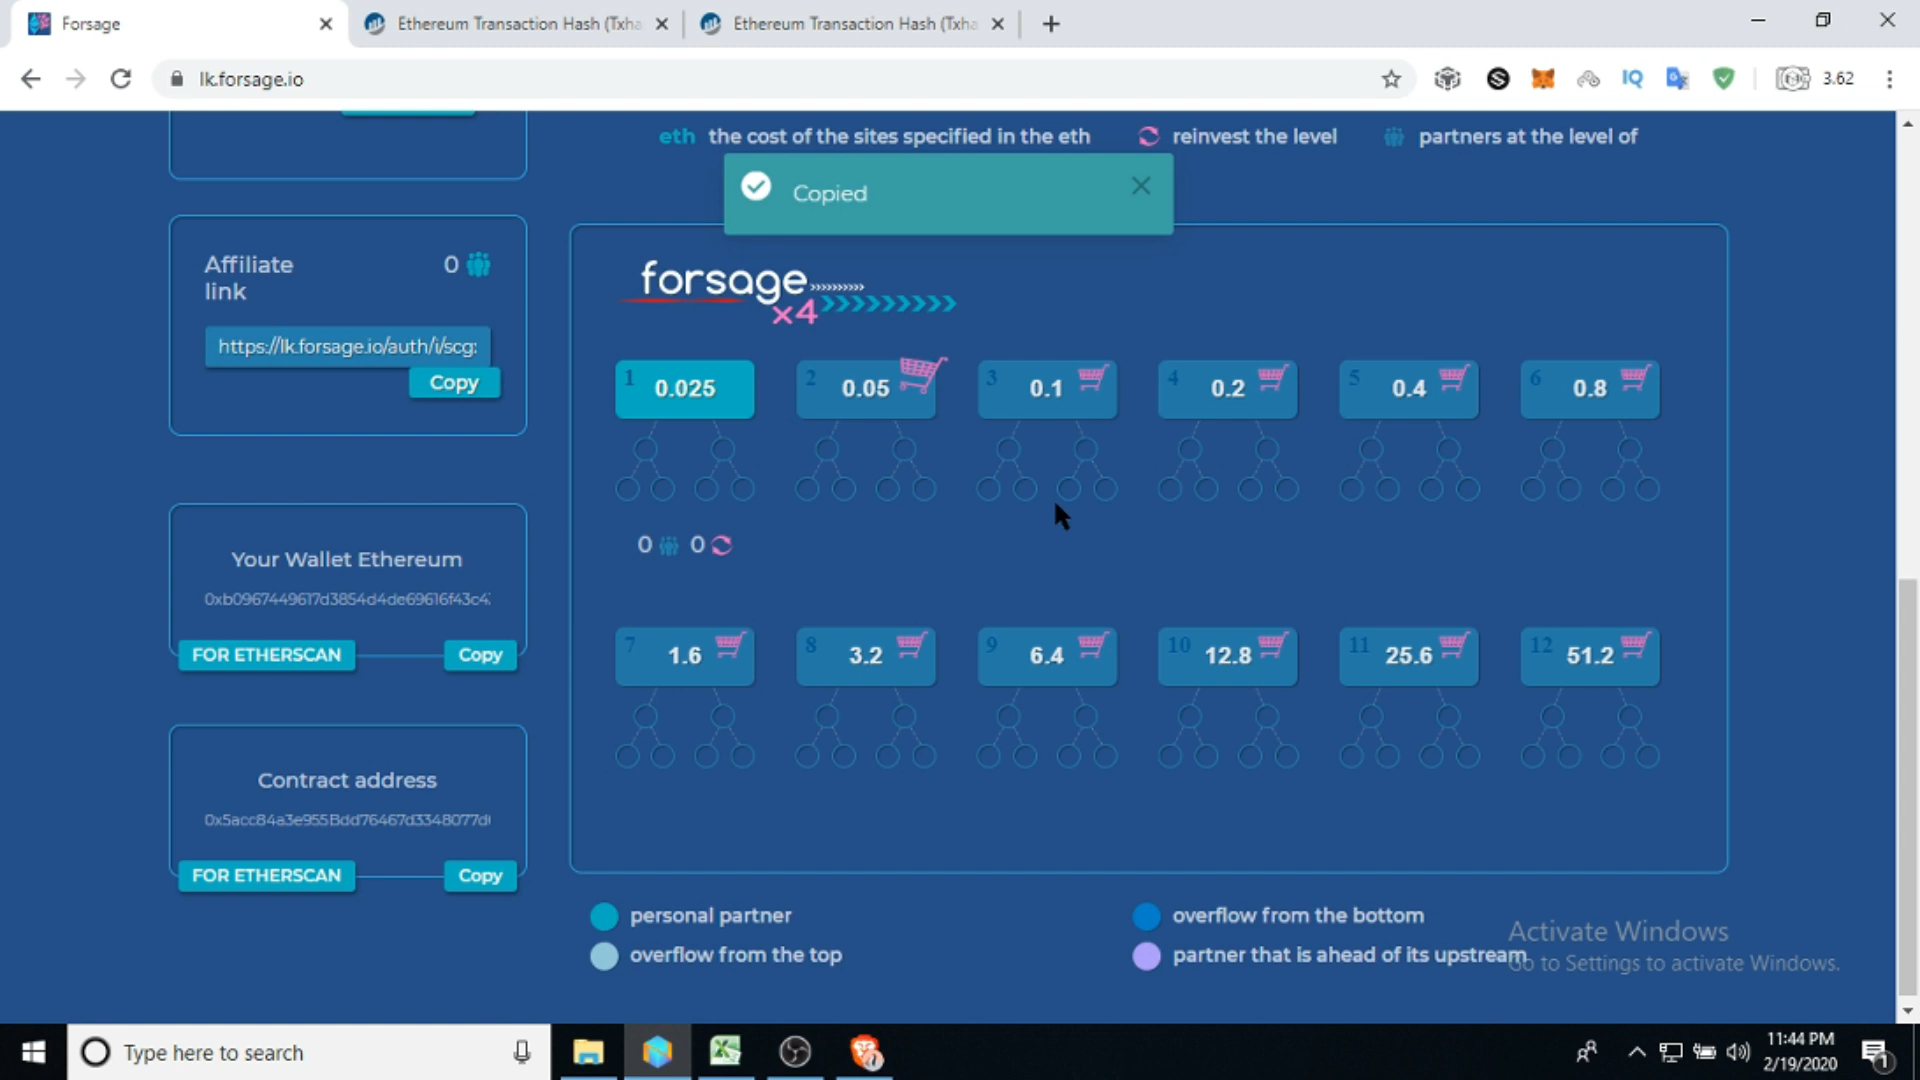 Forsage
Ethereum Transaction Hash (Txha
Ethereum Transaction Hash (Txha
lk.forsage.io
IQ
3.62
eth the cost of the sites specified in the eth
reinvest the level
partners at the level of
Copied
Affiliate link
0
https://lk.forsage.io/auth/i/scg:
Copy
forsage
x4
1 0.025
2 0.05
3 0.1
4 0.2
5 0.4
6 0.8
0 0
Your Wallet Ethereum
0xb0967449617d3854d4de69616f43c4
FOR ETHERSCAN
Copy
7 1.6
8 3.2
9 6.4
10 12.8
11 25.6
12 51.2
Contract address
0x5acc84a3e955Bdd76467d3348077d
FOR ETHERSCAN
Copy
personal partner
overflow from the bottom
overflow from the top
partner that is ahead of its upstream
Activate Windows
Go to Settings to activate Windows.
Type here to search
11:44 PM
2/19/2020
1